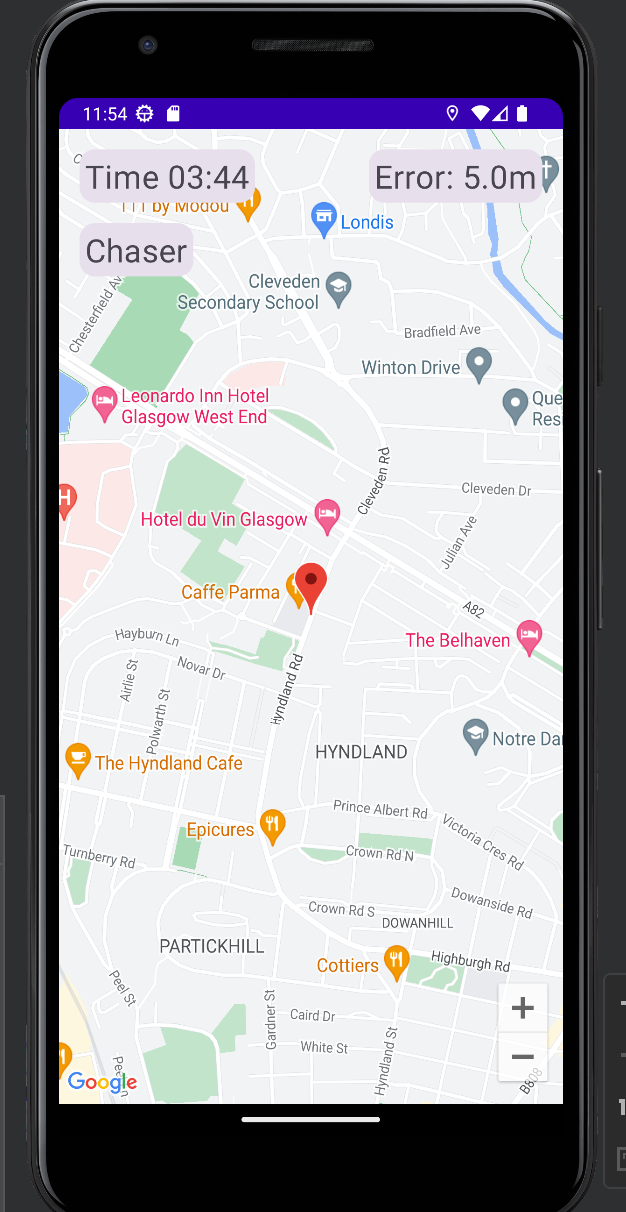 11:54
Time 03:44
Error: 5.0m
111 by Modou
Londis
Chaser
Cleveden
Secondary School
Chesterfield Av
Bradfield Ave
Winton Drive
Leonardo Inn Hotel
Glasgow West End
Que
Resi
Cleveden Rd
H
Cleveden Dr
Hotel du Vin Glasgow
Julian Ave
Caffe Parma
A82
Hayburn Ln
The Belhaven
Novar Dr
Airlie St
Hyndland Rd
Polwarth St
Notre Dar
HYNDLAND
The Hyndland Cafe
Prince Albert Rd
Epicures
Victoria Cres Rd
Turnberry Rd
Crown Rd N
Dowanside Rd
Crown Rd S
DOWANHILL
PARTICKHILL
Cottiers
Highburgh Rd
Peel St
Gardner St
Caird Dr
+
White St
Hyndland St
−
Google
B808